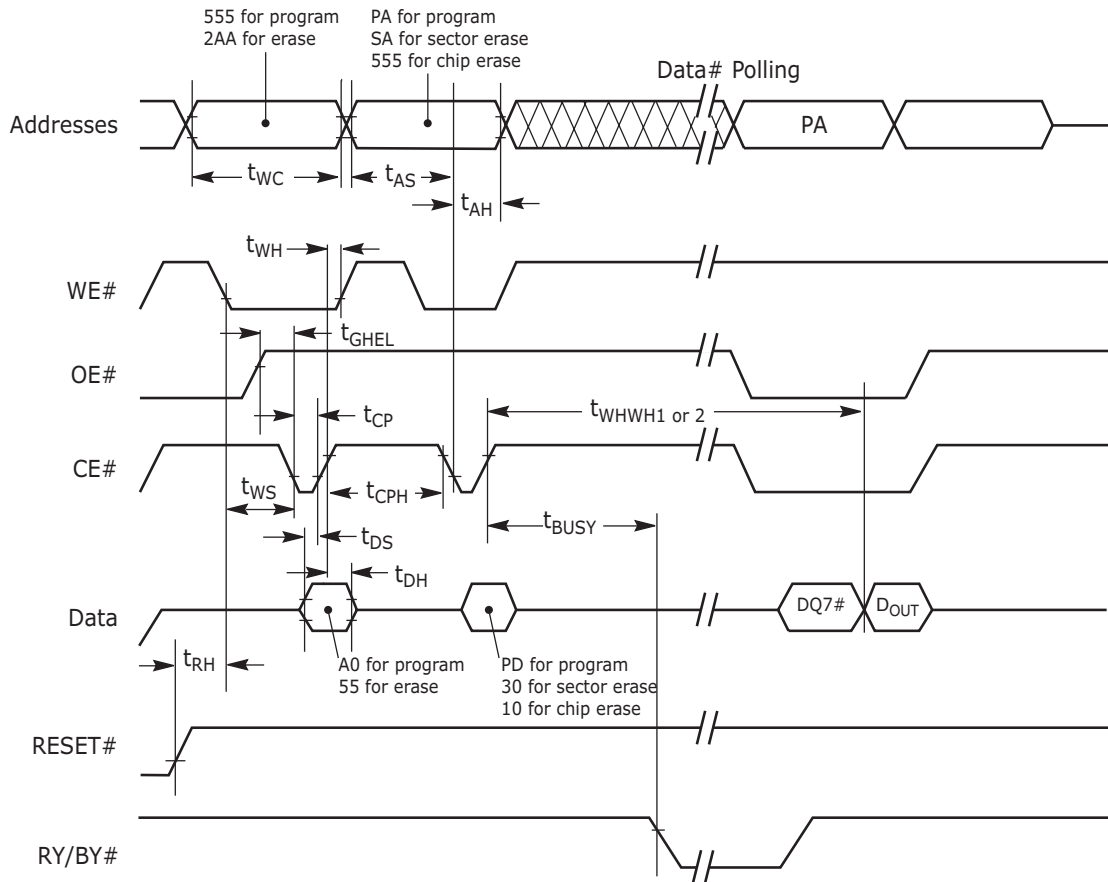 555 for program
2AA for erase
PA for program
SA for sector erase
555 for chip erase
Data# Polling
Addresses
PA
tWC
tAS
tAH
tWH
WE#
tGHEL
OE#
tCP
tWHWH1 or 2
CE#
tWS
tCPH
tDS
tBUSY
tDH
Data
DQ7#
DOUT
tRH
A0 for program
55 for erase
PD for program
30 for sector erase
10 for chip erase
RESET#
RY/BY#